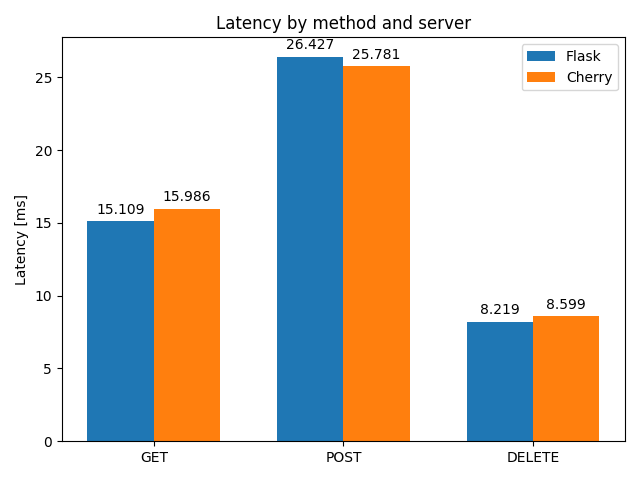 Latency by method and server
26.427
25.781
15.109
15.986
8.219
8.599
Flask
Cherry
Latency [ms]
25
20
15
10
5
0
GET
POST
DELETE